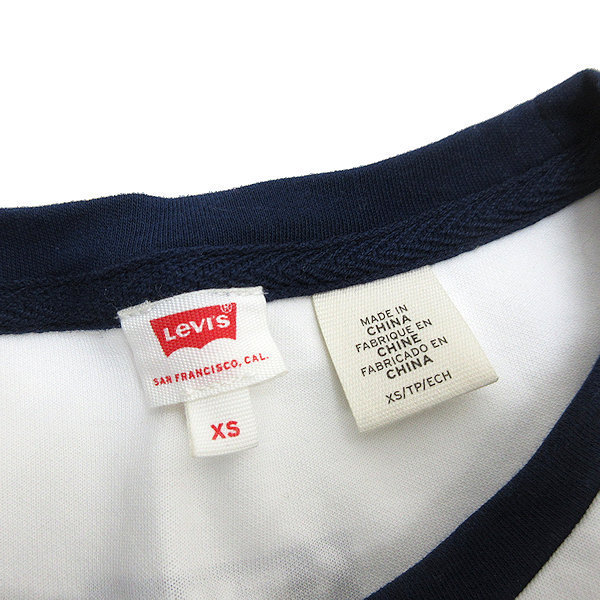 Levi's®
SAN FRANCISCO, CAL.
XS
MADE IN
CHINA
FABRIQUE EN
CHINE
FABRICADO EN
CHINA
XS/TP/ECH